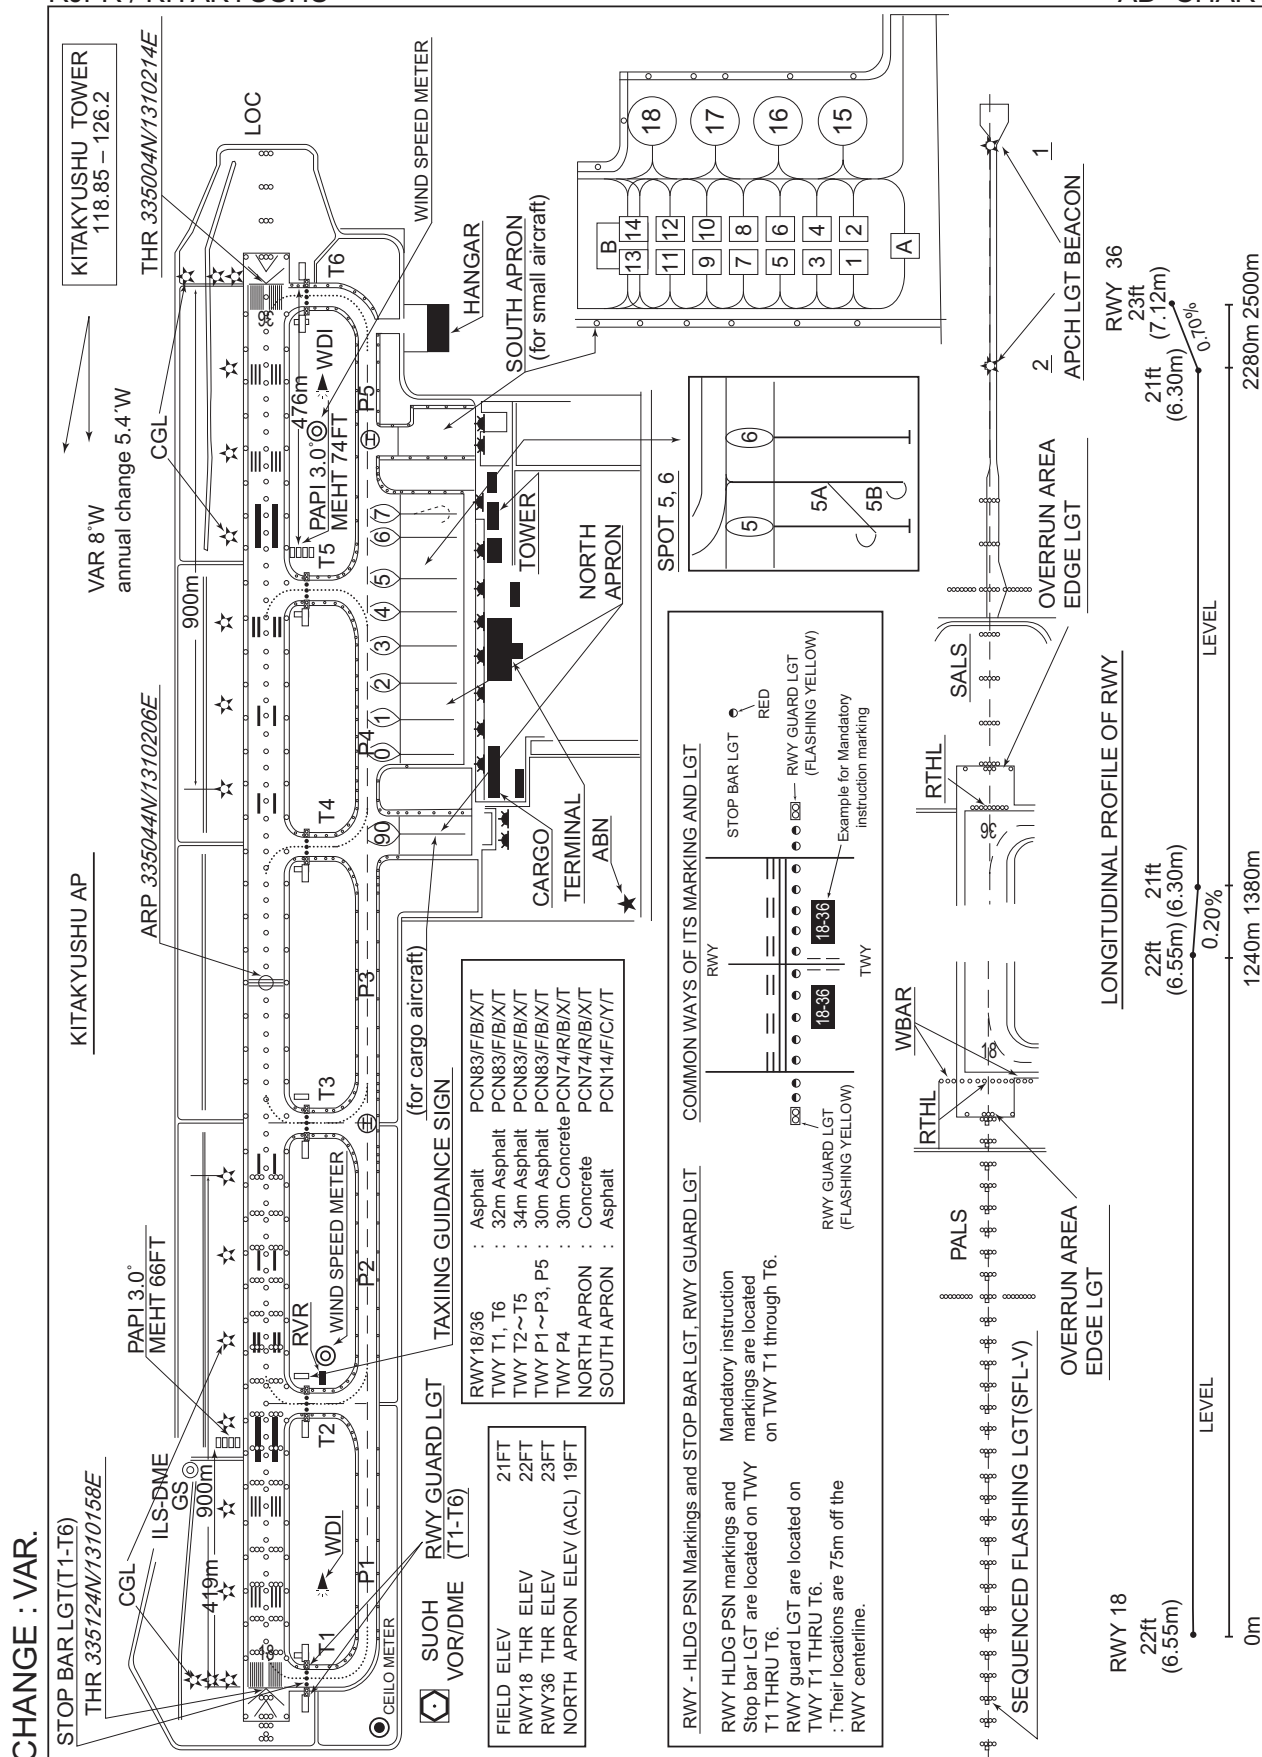 CHANGE : VAR.
KITAKYUSHU AP
KITAKYUSHU TOWER
118.85 – 126.2
VAR 8°W
annual change 5.4´W
STOP BAR LGT(T1-T6)
THR 335124N/1310158E
CGL
419m
ILS-DME
GS
900m
PAPI 3.0°
MEHT 66FT
ARP 335044N/1310206E
900m
CGL
THR 335004N/1310214E
LOC
18
36
T1
T2
T3
T4
T5
T6
WDI
RVR
WIND SPEED METER
PAPI 3.0°
MEHT 74FT
476m
WDI
WIND SPEED METER
P1
P2
P3
P4
P5
H
H
CEILO METER
SUOH
VOR/DME
RWY GUARD LGT
(T1-T6)
TAXIING GUIDANCE SIGN
(for cargo aircraft)
90
0
1
2
3
4
5
6
7
CARGO
TERMINAL
ABN
NORTH
APRON
TOWER
SOUTH APRON
(for small aircraft)
HANGAR
FIELD ELEV 21FT
RWY18 THR ELEV 22FT
RWY36 THR ELEV 23FT
NORTH APRON ELEV (ACL) 19FT
RWY18/36 : Asphalt PCN83/F/B/X/T
TWY T1, T6 : 32m Asphalt PCN83/F/B/X/T
TWY T2～T5 : 34m Asphalt PCN83/F/B/X/T
TWY P1～P3, P5 : 30m Asphalt PCN83/F/B/X/T
TWY P4 : 30m Concrete PCN74/R/B/X/T
NORTH APRON : Concrete PCN74/R/B/X/T
SOUTH APRON : Asphalt PCN14/F/C/Y/T
SPOT 5, 6
5
6
5A
5B
B
13 14
11 12
9 10
7 8
5 6
3 4
1 2
A
18
17
16
15
RWY - HLDG PSN Markings and STOP BAR LGT, RWY GUARD LGT
RWY HLDG PSN markings and
Stop bar LGT are located on TWY
T1 THRU T6.
RWY guard LGT are located on
TWY T1 THRU T6.
: Their locations are 75m off the
RWY centerline.
Mandatory instruction
markings are located
on TWY T1 through T6.
COMMON WAYS OF ITS MARKING AND LGT
RWY
TWY
18-36
18-36
RWY GUARD LGT
(FLASHING YELLOW)
STOP BAR LGT
RED
RWY GUARD LGT
(FLASHING YELLOW)
Example for Mandatory
instruction marking
PALS
SEQUENCED FLASHING LGT(SFL-V)
OVERRUN AREA
EDGE LGT
RTHL
WBAR
18
36
RTHL
SALS
OVERRUN AREA
EDGE LGT
2
1
APCH LGT BEACON
LONGITUDINAL PROFILE OF RWY
RWY 18
22ft
(6.55m)
LEVEL
22ft
(6.55m)
21ft
(6.30m)
0.20%
LEVEL
21ft
(6.30m)
RWY 36
23ft
(7.12m)
0.70%
0m
1240m 1380m
2280m 2500m